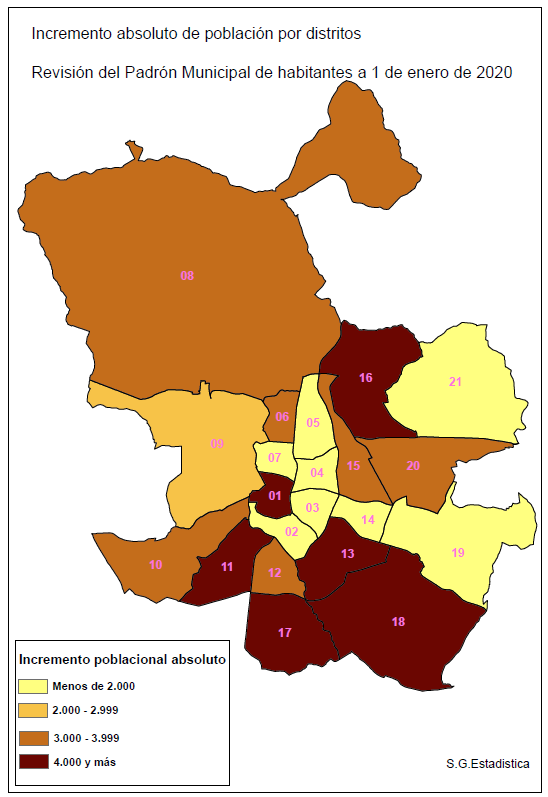 Incremento absoluto de población por distritos
Revisión del Padrón Municipal de habitantes a 1 de enero de 2020
08
16
21
06
05
09
07
04
15
20
01
03
02
14
13
19
10
11
12
17
18
Incremento poblacional absoluto
Menos de 2.000
2.000 - 2.999
3.000 - 3.999
4.000 y más
S.G.Estadistica